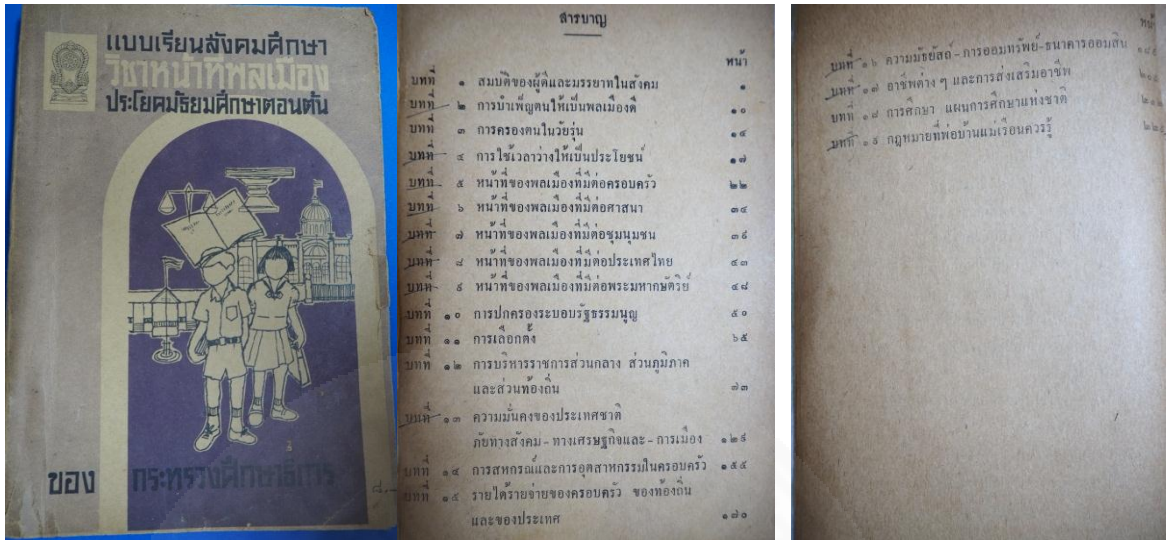 แบบเรียนสังคมศึกษา
วิชาหน้าที่พลเมือง
ประโยคมัธยมศึกษาตอนต้น
ของ กระทรวงศึกษาธิการ
สารบาญ
หน้า
บทที่ ๑ สมบัติของผู้ดีและมรรยาทในสังคม ๑
บทที่ ๒ การบำเพ็ญตนให้เป็นพลเมืองดี ๑๐
บทที่ ๓ การครองตนในวัยรุ่น ๑๔
บทที่ ๔ การใช้เวลาว่างให้เป็นประโยชน์ ๑๗
บทที่ ๕ หน้าที่ของพลเมืองที่มีต่อครอบครัว ๒๒
บทที่ ๖ หน้าที่ของพลเมืองที่มีต่อศาสนา ๓๔
บทที่ ๗ หน้าที่ของพลเมืองที่มีต่อชุมนุมชน ๓๙
บทที่ ๘ หน้าที่ของพลเมืองที่มีต่อประเทศไทย ๔๓
บทที่ ๙ หน้าที่ของพลเมืองที่มีต่อพระมหากษัตริย์ ๔๘
บทที่ ๑๐ การปกครองระบอบรัฐธรรมนูญ ๕๐
บทที่ ๑๑ การเลือกตั้ง ๖๕
บทที่ ๑๒ การบริหารราชการส่วนกลาง ส่วนภูมิภาค
และส่วนท้องถิ่น ๗๓
บทที่ ๑๓ ความมั่นคงของประเทศชาติ
ภัยทางสังคม-ทางเศรษฐกิจและ-การเมือง ๑๒๙
บทที่ ๑๔ การสหกรณ์และการอุตสาหกรรมในครอบครัว ๑๕๕
บทที่ ๑๕ รายได้รายจ่ายของครอบครัว ของท้องถิ่น
และของประเทศ ๑๗๐
หน้า
บทที่ ๑๖ ความมัธยัสถ์-การออมทรัพย์-ธนาคารออมสิน
บทที่ ๑๗ อาชีพต่าง ๆ และการส่งเสริมอาชีพ
บทที่ ๑๘ การศึกษา แผนการศึกษาแห่งชาติ
บทที่ ๑๙ กฎหมายที่พ่อบ้านแม่เรือนควรรู้